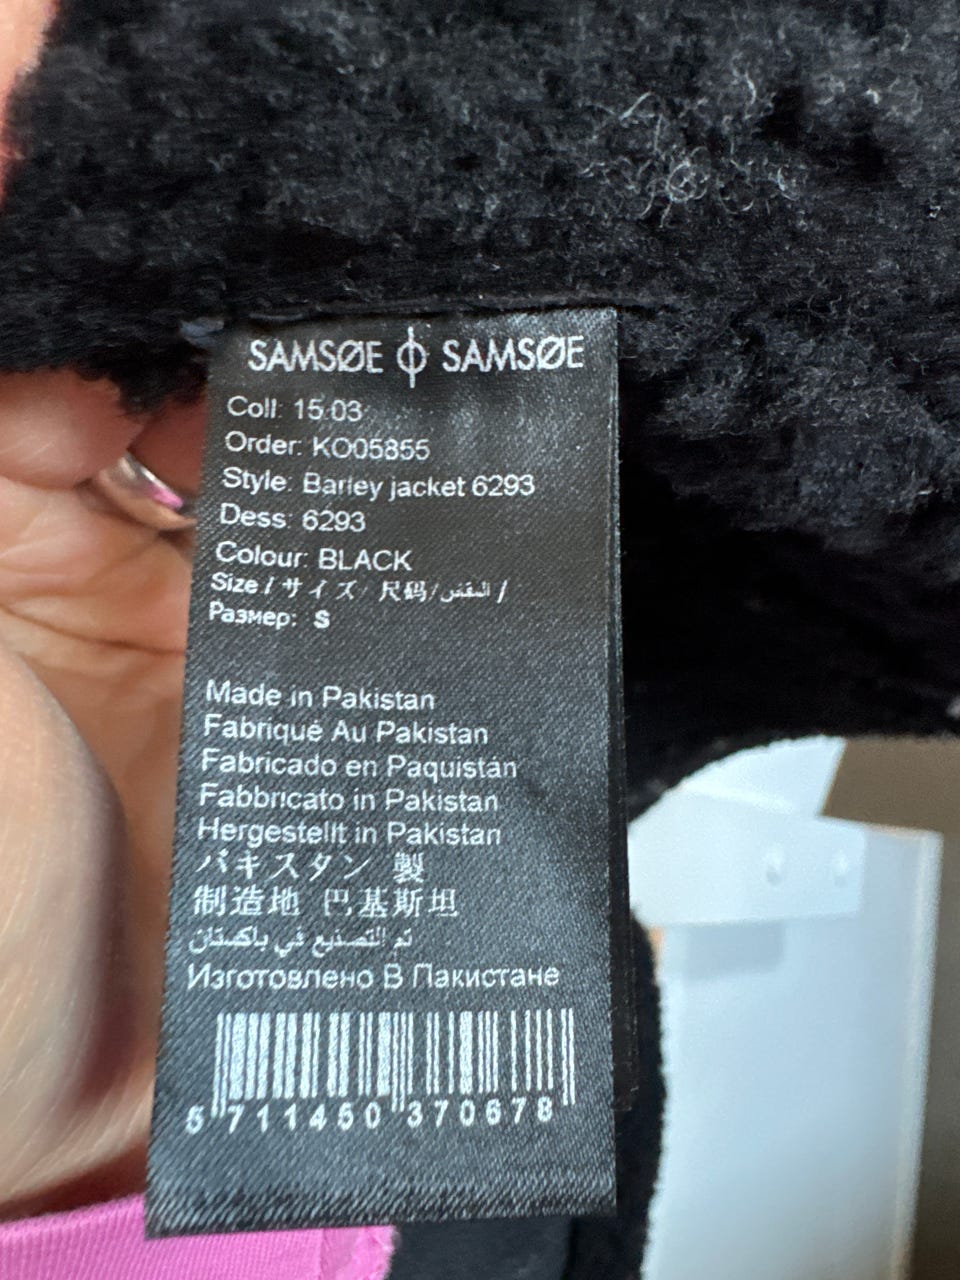 SAMSØE ϕ SAMSØE
Coll: 15.03
Order: KO05855
Style: Barley jacket 6293
Dess: 6293
Colour: BLACK
Size / サイズ/ 尺码/المقاس /
Размер: S
Made in Pakistan
Fabriqué Au Pakistan
Fabricado en Paquistán
Fabbricato in Pakistan
Hergestellt in Pakistan
パキスタン 製
制造地 巴基斯坦
تم التصنيع في باكستان
Изготовлено В Пакистане
5 711450 370678